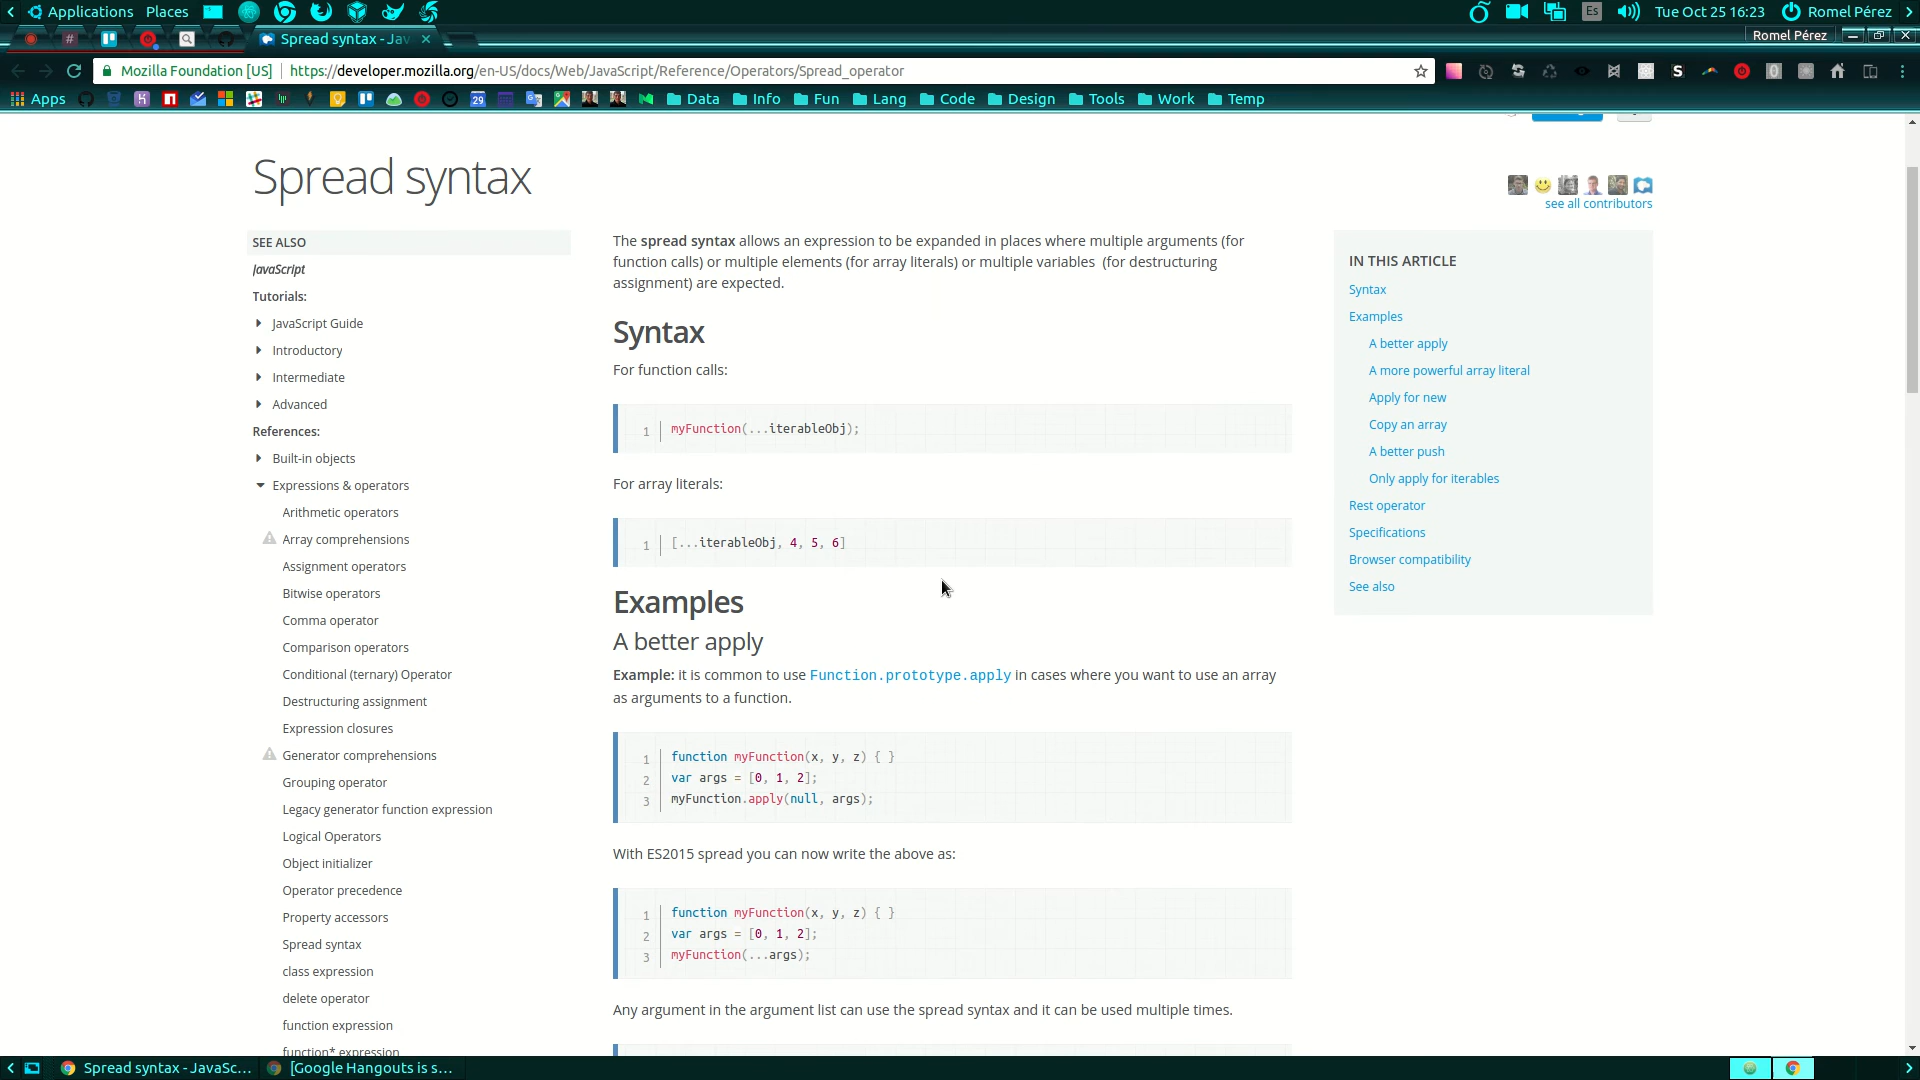 Applications Places Es Tue Oct 25 16:23 Romel Pérez
Spread syntax - Jav Romel Pérez
Mozilla Foundation [US] https://developer.mozilla.org/en-US/docs/Web/JavaScript/Reference/Operators/Spread_operator
Apps Data Info Fun Lang Code Design Tools Work Temp
Spread syntax
see all contributors
SEE ALSO
JavaScript
Tutorials:
JavaScript Guide
Introductory
Intermediate
Advanced
References:
Built-in objects
Expressions & operators
Arithmetic operators
Array comprehensions
Assignment operators
Bitwise operators
Comma operator
Comparison operators
Conditional (ternary) Operator
Destructuring assignment
Expression closures
Generator comprehensions
Grouping operator
Legacy generator function expression
Logical Operators
Object initializer
Operator precedence
Property accessors
Spread syntax
class expression
delete operator
function expression
function* expression
The spread syntax allows an expression to be expanded in places where multiple arguments (for
function calls) or multiple elements (for array literals) or multiple variables (for destructuring
assignment) are expected.
Syntax
For function calls:
1 myFunction(...iterableObj);
For array literals:
1 [...iterableObj, 4, 5, 6]
Examples
A better apply
Example: it is common to use Function.prototype.apply in cases where you want to use an array
as arguments to a function.
1 function myFunction(x, y, z) { }
2 var args = [0, 1, 2];
3 myFunction.apply(null, args);
With ES2015 spread you can now write the above as:
1 function myFunction(x, y, z) { }
2 var args = [0, 1, 2];
3 myFunction(...args);
Any argument in the argument list can use the spread syntax and it can be used multiple times.
IN THIS ARTICLE
Syntax
Examples
A better apply
A more powerful array literal
Apply for new
Copy an array
A better push
Only apply for iterables
Rest operator
Specifications
Browser compatibility
See also
Spread syntax - JavaSc... [Google Hangouts is s...